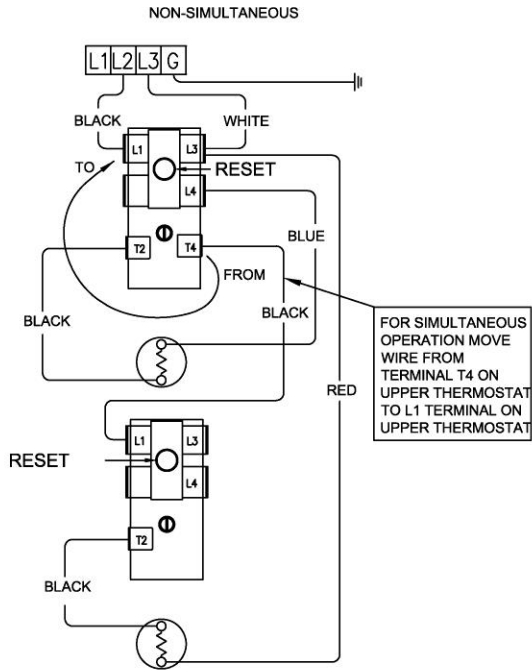 NON-SIMULTANEOUS
L1 L2 L3 G
BLACK
WHITE
TO
L1
L3
RESET
L4
T2
T4
BLUE
FROM
BLACK
BLACK
RED
FOR SIMULTANEOUS
OPERATION MOVE
WIRE FROM
TERMINAL T4 ON
UPPER THERMOSTAT
TO L1 TERMINAL ON
UPPER THERMOSTAT
L1
L3
RESET
L4
T2
BLACK